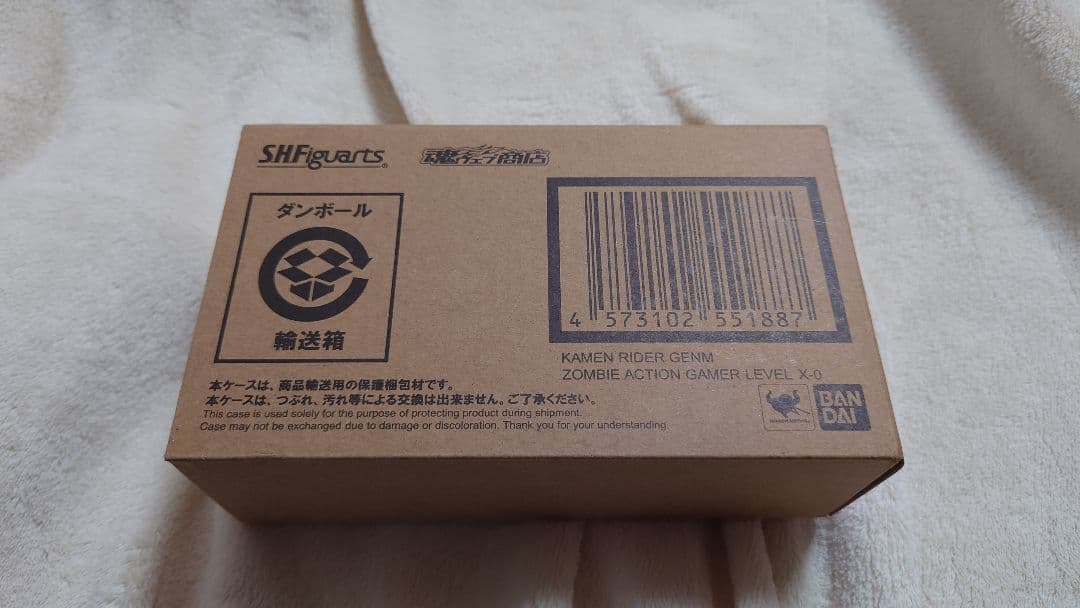 S.H.Figuarts®
魂ウェブ商店
ダンボール
輸送箱
4 573102 551887
KAMEN RIDER GENM
ZOMBIE ACTION GAMER LEVEL X-0
本ケースは、商品輸送用の保護梱包材です。
本ケースは、つぶれ、汚れ等による交換は出来ません。ご了承ください。
This case is used solely for the purpose of protecting product during shipment.
Case may not be exchanged due to damage or discoloration. Thank you for your understanding.
BAN
DAI